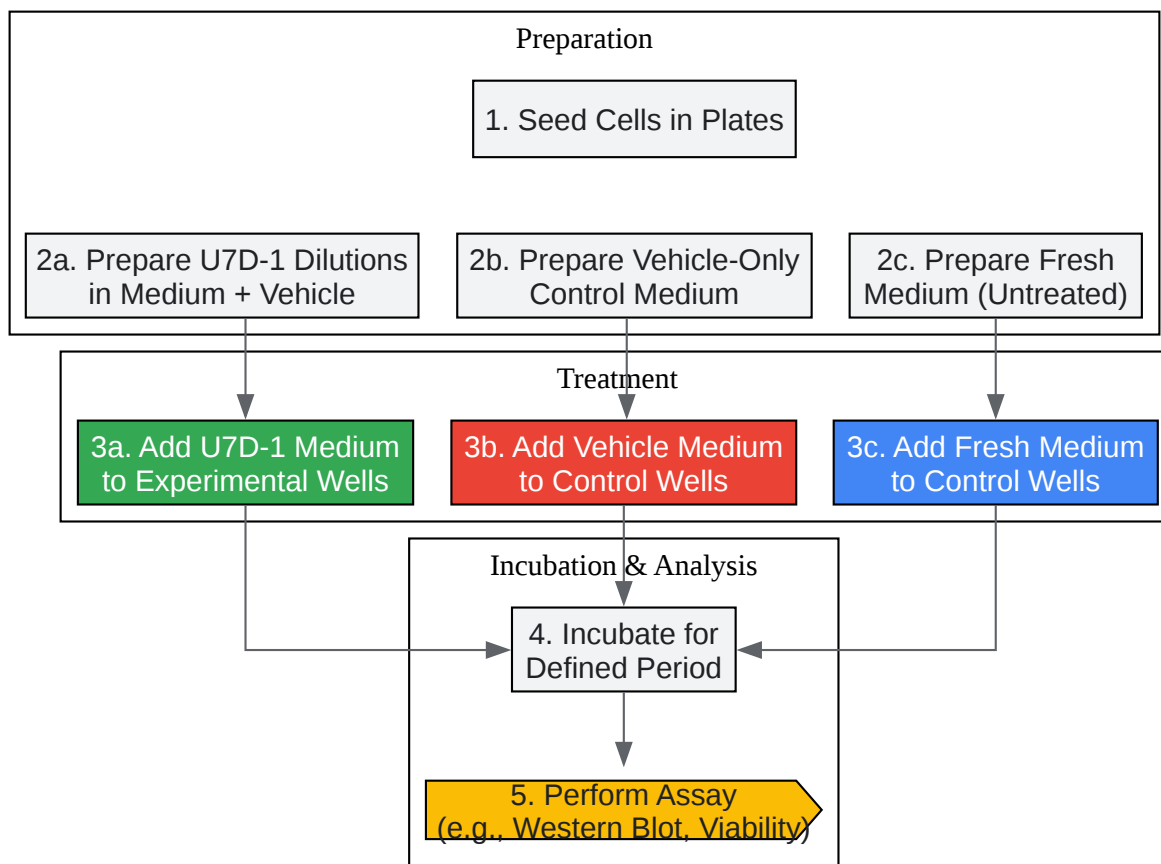 Preparation
1. Seed Cells in Plates
2a. Prepare U7D-1 Dilutions
in Medium + Vehicle
2b. Prepare Vehicle-Only
Control Medium
2c. Prepare Fresh
Medium (Untreated)
Treatment
3a. Add U7D-1 Medium
to Experimental Wells
3b. Add Vehicle Medium
to Control Wells
3c. Add Fresh Medium
to Control Wells
Incubation & Analysis
4. Incubate for
Defined Period
5. Perform Assay
(e.g., Western Blot, Viability)